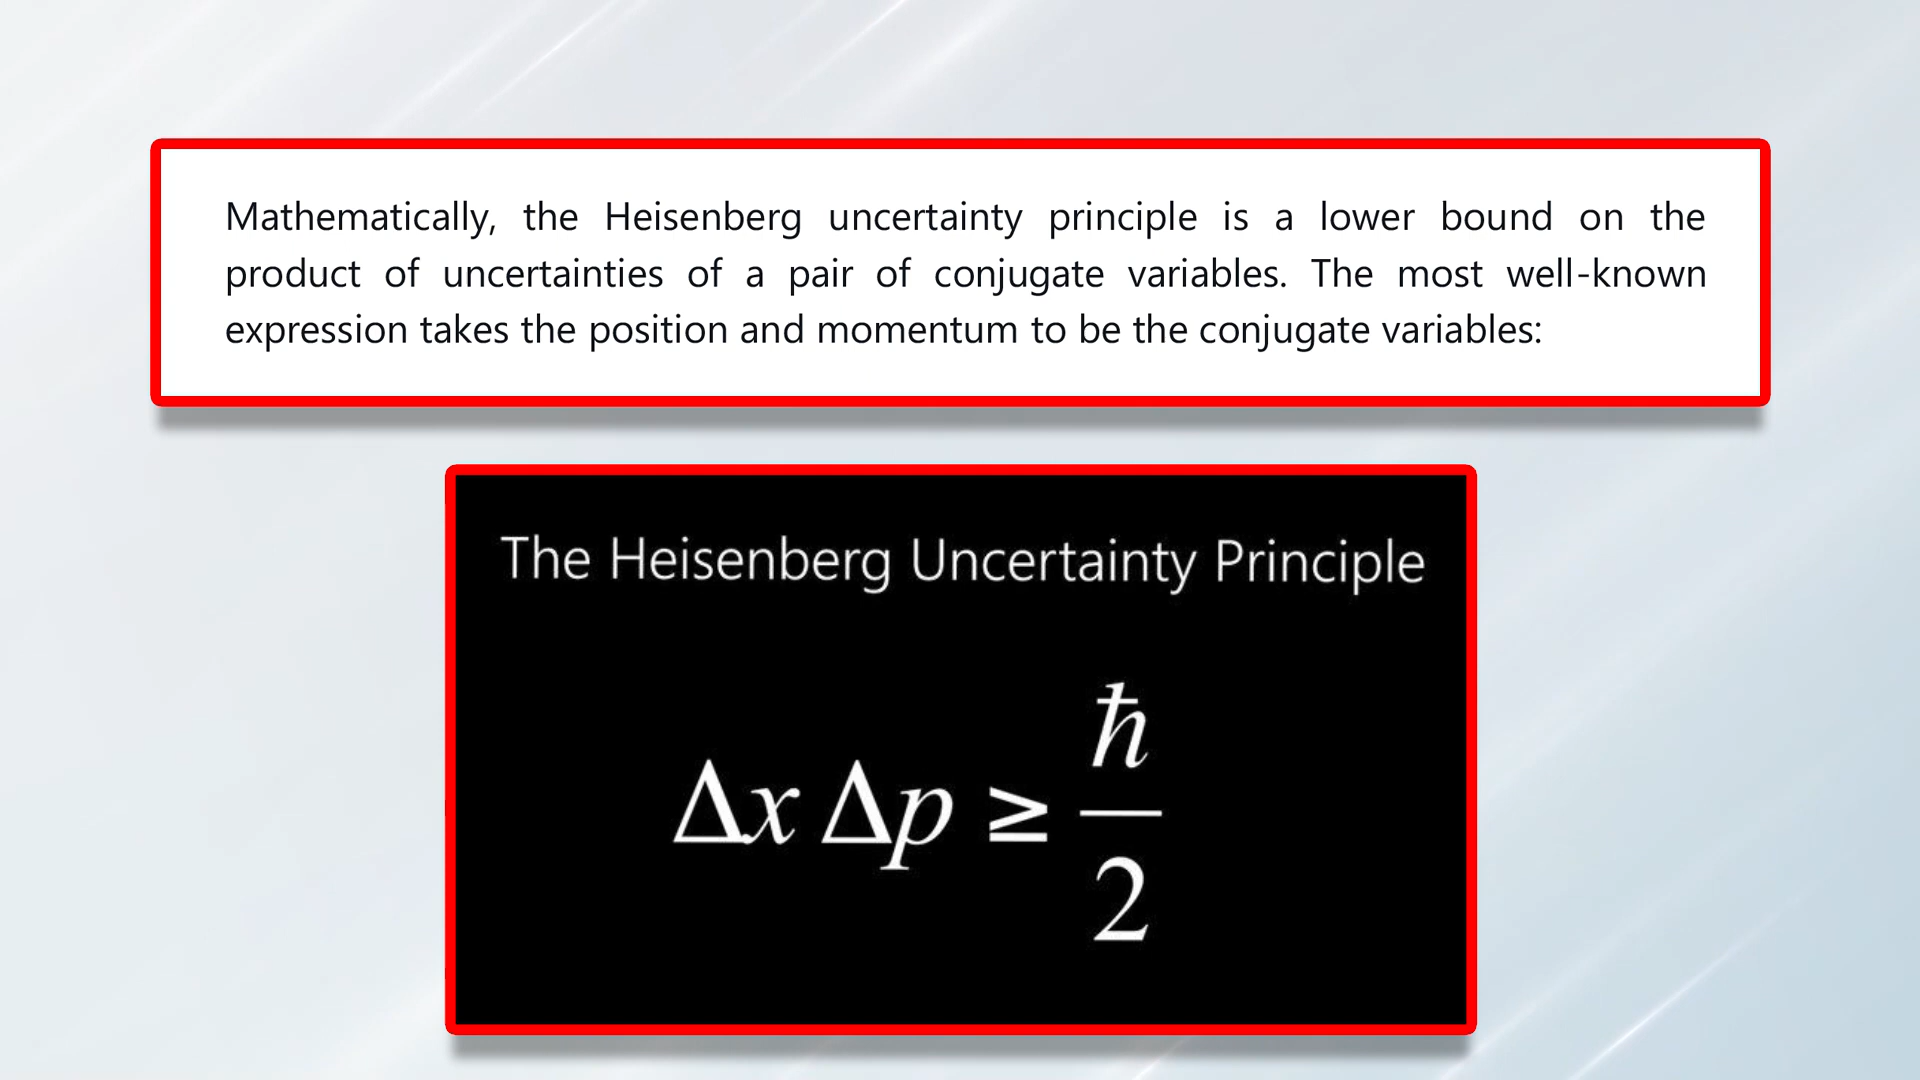 Mathematically, the Heisenberg uncertainty principle is a lower bound on the
product of uncertainties of a pair of conjugate variables. The most well-known
expression takes the position and momentum to be the conjugate variables:
The Heisenberg Uncertainty Principle
Δx Δp ≥ ħ/2